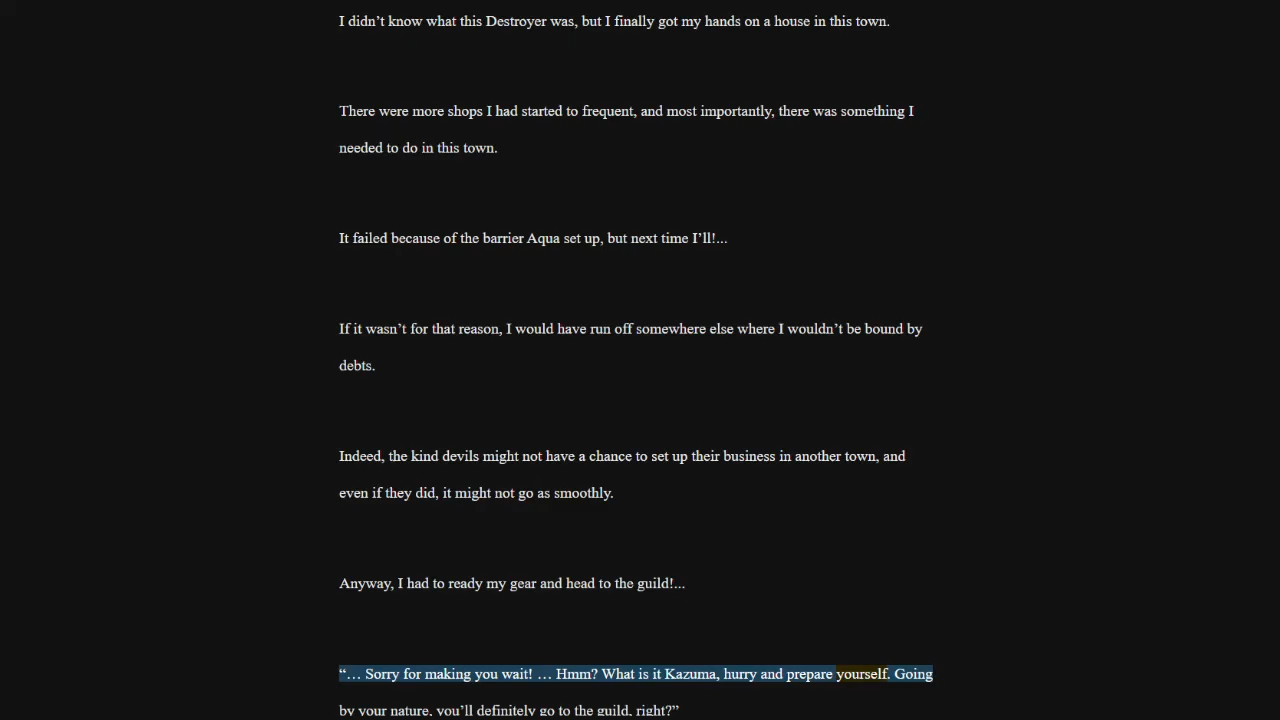 I didn’t know what this Destroyer was, but I finally got my hands on a house in this town.
There were more shops I had started to frequent, and most importantly, there was something I
needed to do in this town.
It failed because of the barrier Aqua set up, but next time I’ll!...
If it wasn’t for that reason, I would have run off somewhere else where I wouldn’t be bound by
debts.
Indeed, the kind devils might not have a chance to set up their business in another town, and
even if they did, it might not go as smoothly.
Anyway, I had to ready my gear and head to the guild!...
“… Sorry for making you wait! … Hmm? What is it Kazuma, hurry and prepare yourself. Going
by your nature, you’ll definitely go to the guild, right?”